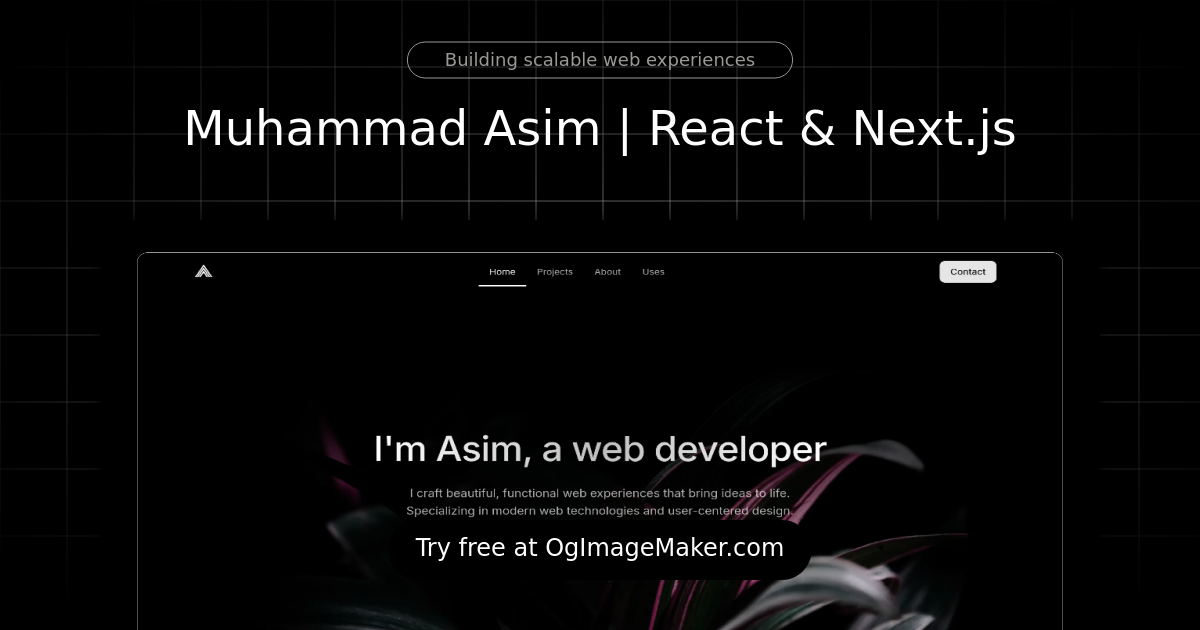 Building scalable web experiences
Muhammad Asim | React & Next.js
Home Projects About Uses Contact
I'm Asim, a web developer
I craft beautiful, functional web experiences that bring ideas to life.
Specializing in modern web technologies and user-centered design.
Try free at OgImageMaker.com